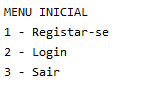 MENU INICIAL
1 - Registar-se
2 - Login
3 - Sair